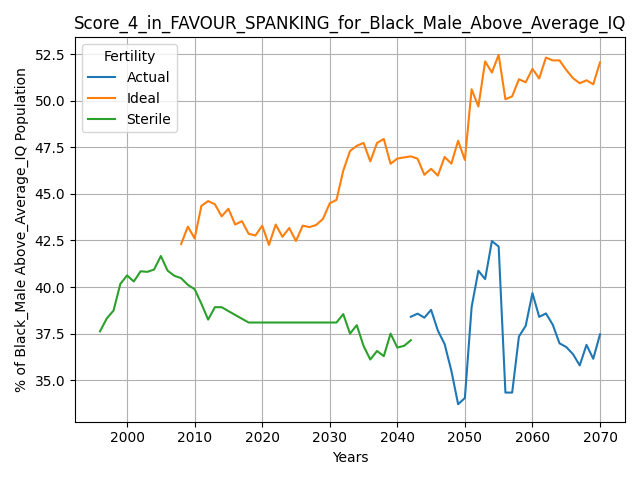 Score_4_in_FAVOUR_SPANKING_for_Black_Male_Above_Average_IQ
% of Black_Male Above_Average_IQ Population
52.5
50.0
47.5
45.0
42.5
40.0
37.5
35.0
Fertility
Actual
Ideal
Sterile
2000 2010 2020 2030 2040 2050 2060 2070
Years